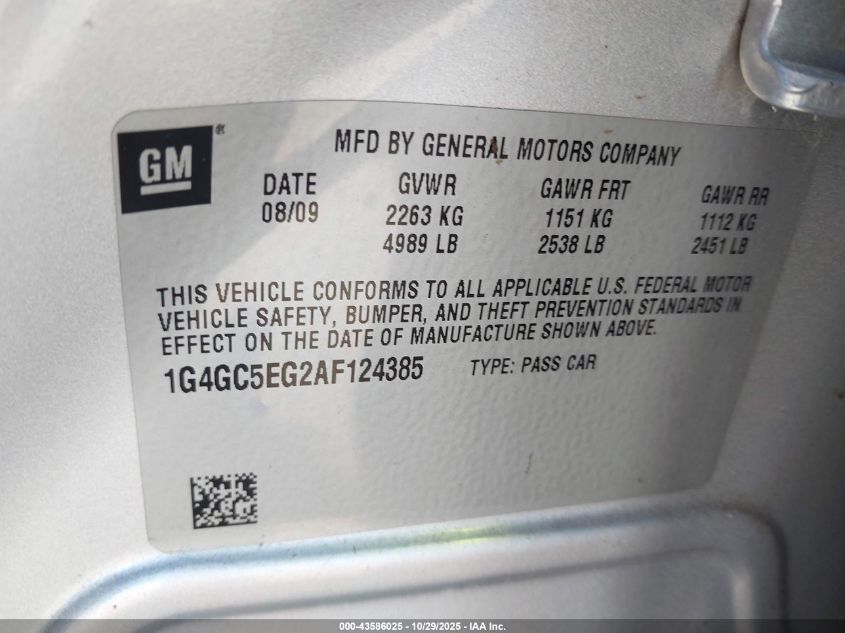 GM®
MFD BY GENERAL MOTORS COMPANY
DATE GVWR GAWR FRT GAWR RR
08/09 2263 KG 1151 KG 1112 KG
4989 LB 2538 LB 2451 LB
THIS VEHICLE CONFORMS TO ALL APPLICABLE U.S. FEDERAL MOTOR
VEHICLE SAFETY, BUMPER, AND THEFT PREVENTION STANDARDS IN
EFFECT ON THE DATE OF MANUFACTURE SHOWN ABOVE.
1G4GC5EG2AF124385 TYPE: PASS CAR
000-43586025 | 10/29/2025 - IAA Inc.